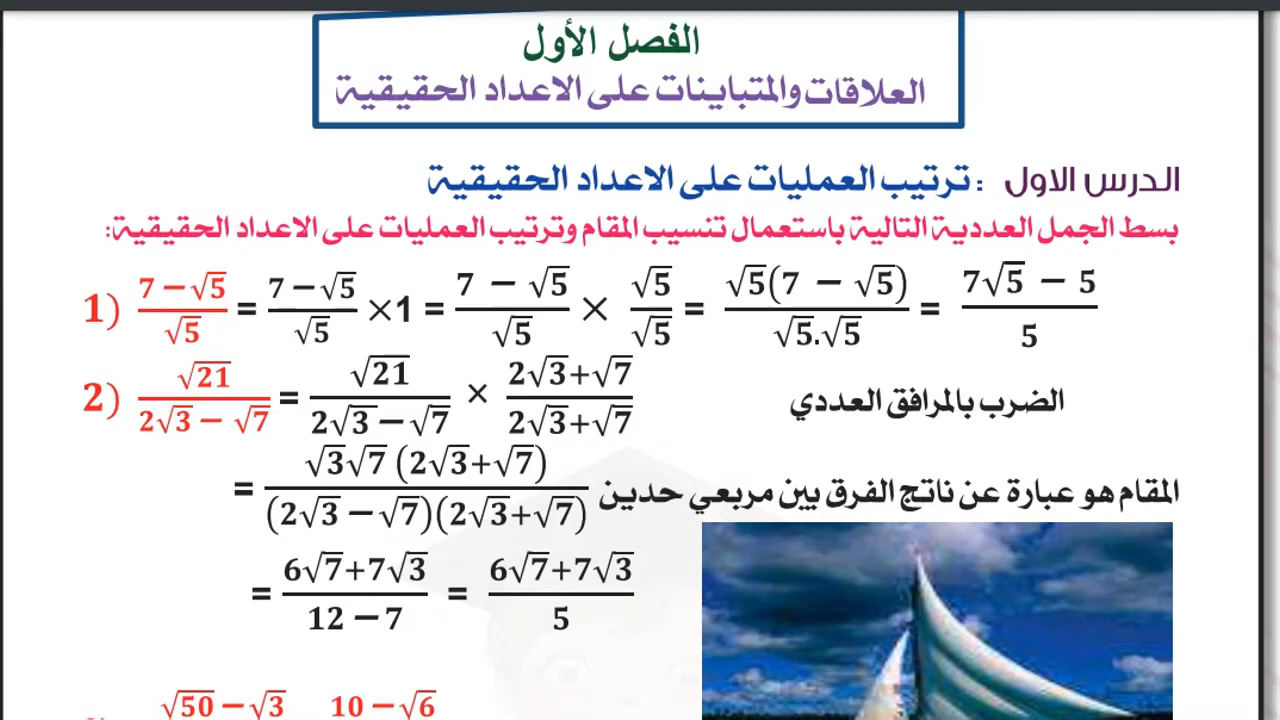 الفصل الأول
العلاقات والمتباينات على الاعداد الحقيقية
الدرس الاول : ترتيب العمليات على الاعداد الحقيقية
بسط الجمل العددية التالية باستعمال تنسيب المقام وترتيب العمليات على الاعداد الحقيقية:
1) (7 − √5)/√5 = (7 − √5)/√5 ×1 = (7 − √5)/√5 × √5/√5 = √5(7 − √5)/(√5.√5) = (7√5 − 5)/5
2) √21/(2√3 − √7) = √21/(2√3 − √7) × (2√3+√7)/(2√3+√7) الضرب بالمرافق العددي
= √3√7 (2√3+√7)/((2√3 − √7)(2√3+√7)) المقام هو عبارة عن ناتج الفرق بين مربعي حدين
= (6√7+7√3)/(12 − 7) = (6√7+7√3)/5
√50 − √3 10 − √6